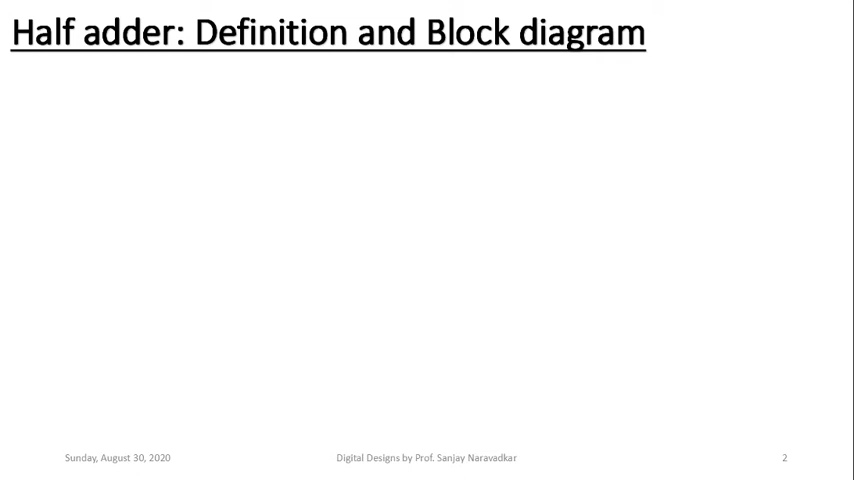 Half adder: Definition and Block diagram
Sunday, August 30, 2020
Digital Designs by Prof. Sanjay Naravadkar
2